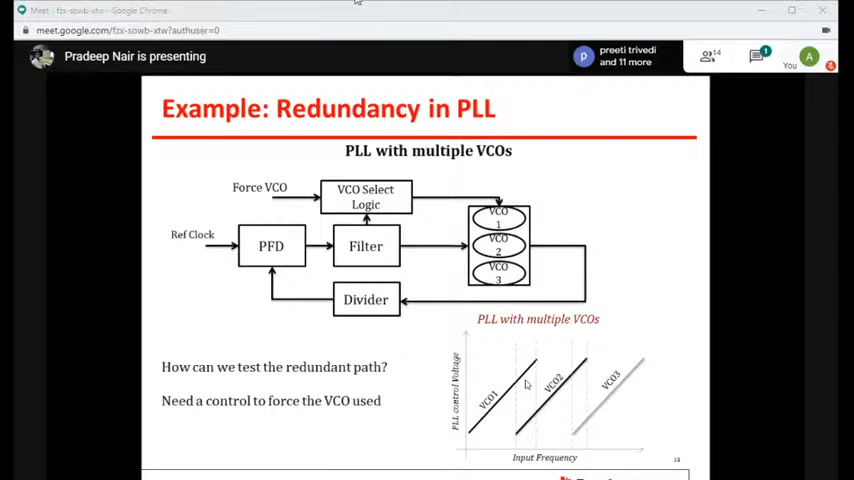 Meet - fzx-sowb-xtw - Google Chrome
meet.google.com/fzx-sowb-xtw?authuser=0
Pradeep Nair is presenting
p
preeti trivedi
and 11 more
14
1
You
A
Example: Redundancy in PLL
PLL with multiple VCOs
Force VCO
VCO Select
Logic
VCO
1
Ref Clock
PFD
Filter
VCO
2
VCO
3
Divider
PLL with multiple VCOs
How can we test the redundant path?
Need a control to force the VCO used
PLL control Voltage
VCO1
VCO2
VCO3
Input Frequency
15